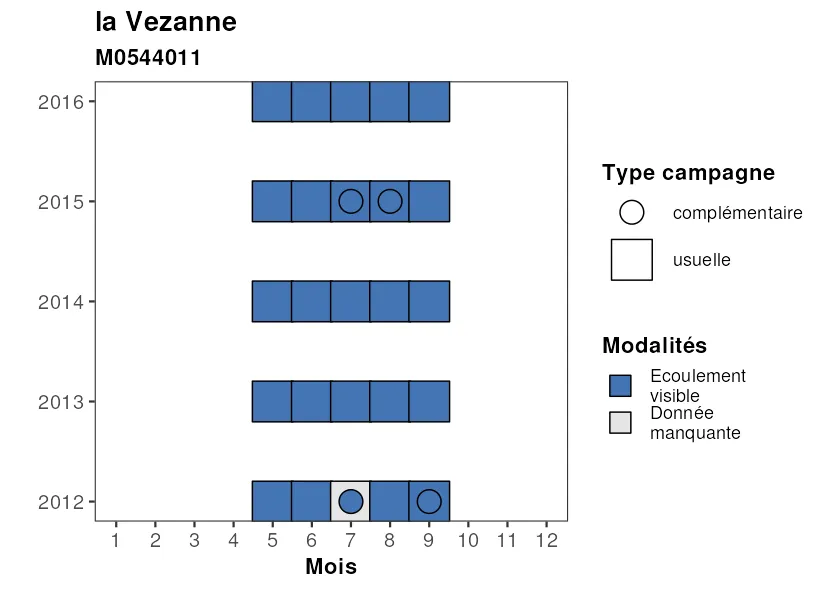 la Vezanne
M0544011
2016
2015
2014
2013
2012
1 2 3 4 5 6 7 8 9 10 11 12
Mois
Type campagne
complémentaire
usuelle
Modalités
Ecoulement
visible
Donnée
manquante